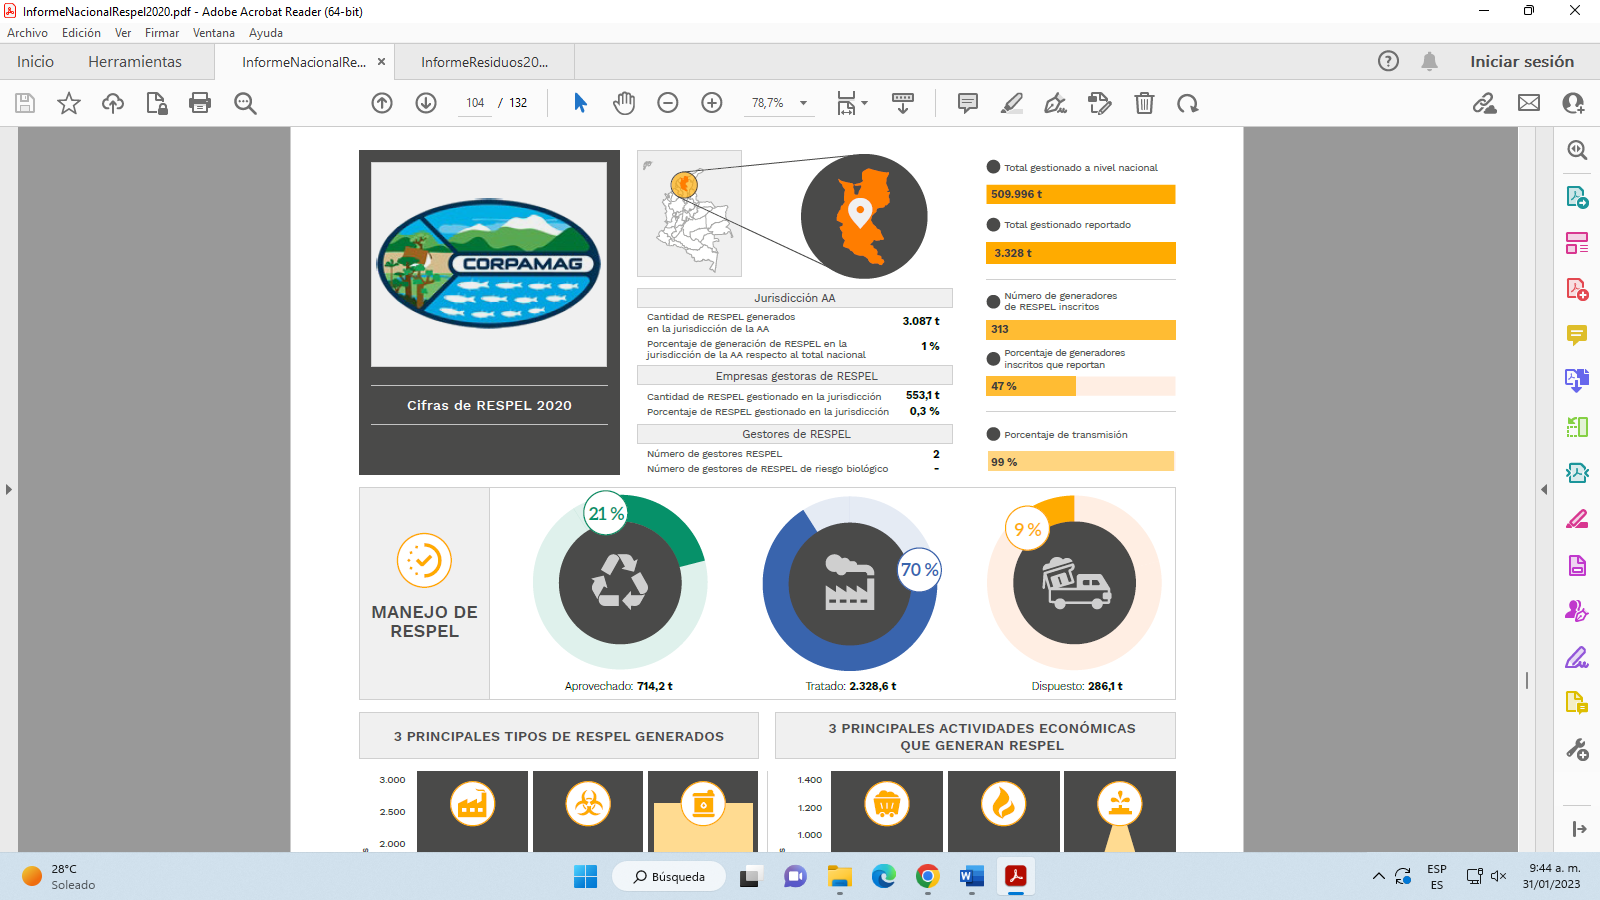 InformeNacionalRespel2020.pdf - Adobe Acrobat Reader (64-bit)
Archivo Edición Ver Firmar Ventana Ayuda
Inicio Herramientas InformeNacionalRe... × InformeResiduos20... Iniciar sesión
104 / 132 78,7%
CORPAMAG
Cifras de RESPEL 2020
Jurisdicción AA
Cantidad de RESPEL generados
en la jurisdicción de la AA 3.087 t
Porcentaje de generación de RESPEL en la
jurisdicción de la AA respecto al total nacional 1 %
Empresas gestoras de RESPEL
Cantidad de RESPEL gestionado en la jurisdicción 553,1 t
Porcentaje de RESPEL gestionado en la jurisdicción 0,3 %
Gestores de RESPEL
Número de gestores RESPEL 2
Número de gestores de RESPEL de riesgo biológico -
Total gestionado a nivel nacional
509.996 t
Total gestionado reportado
3.328 t
Número de generadores
de RESPEL inscritos
313
Porcentaje de generadores
inscritos que reportan
47 %
Porcentaje de transmisión
99 %
MANEJO DE
RESPEL
21 %
Aprovechado: 714,2 t
70 %
Tratado: 2.328,6 t
9 %
Dispuesto: 286,1 t
3 PRINCIPALES TIPOS DE RESPEL GENERADOS
3.000
2.500
2.000
3 PRINCIPALES ACTIVIDADES ECONÓMICAS
QUE GENERAN RESPEL
1.400
1.200
1.000
28°C
Soleado
Búsqueda
ESP
ES
9:44 a. m.
31/01/2023